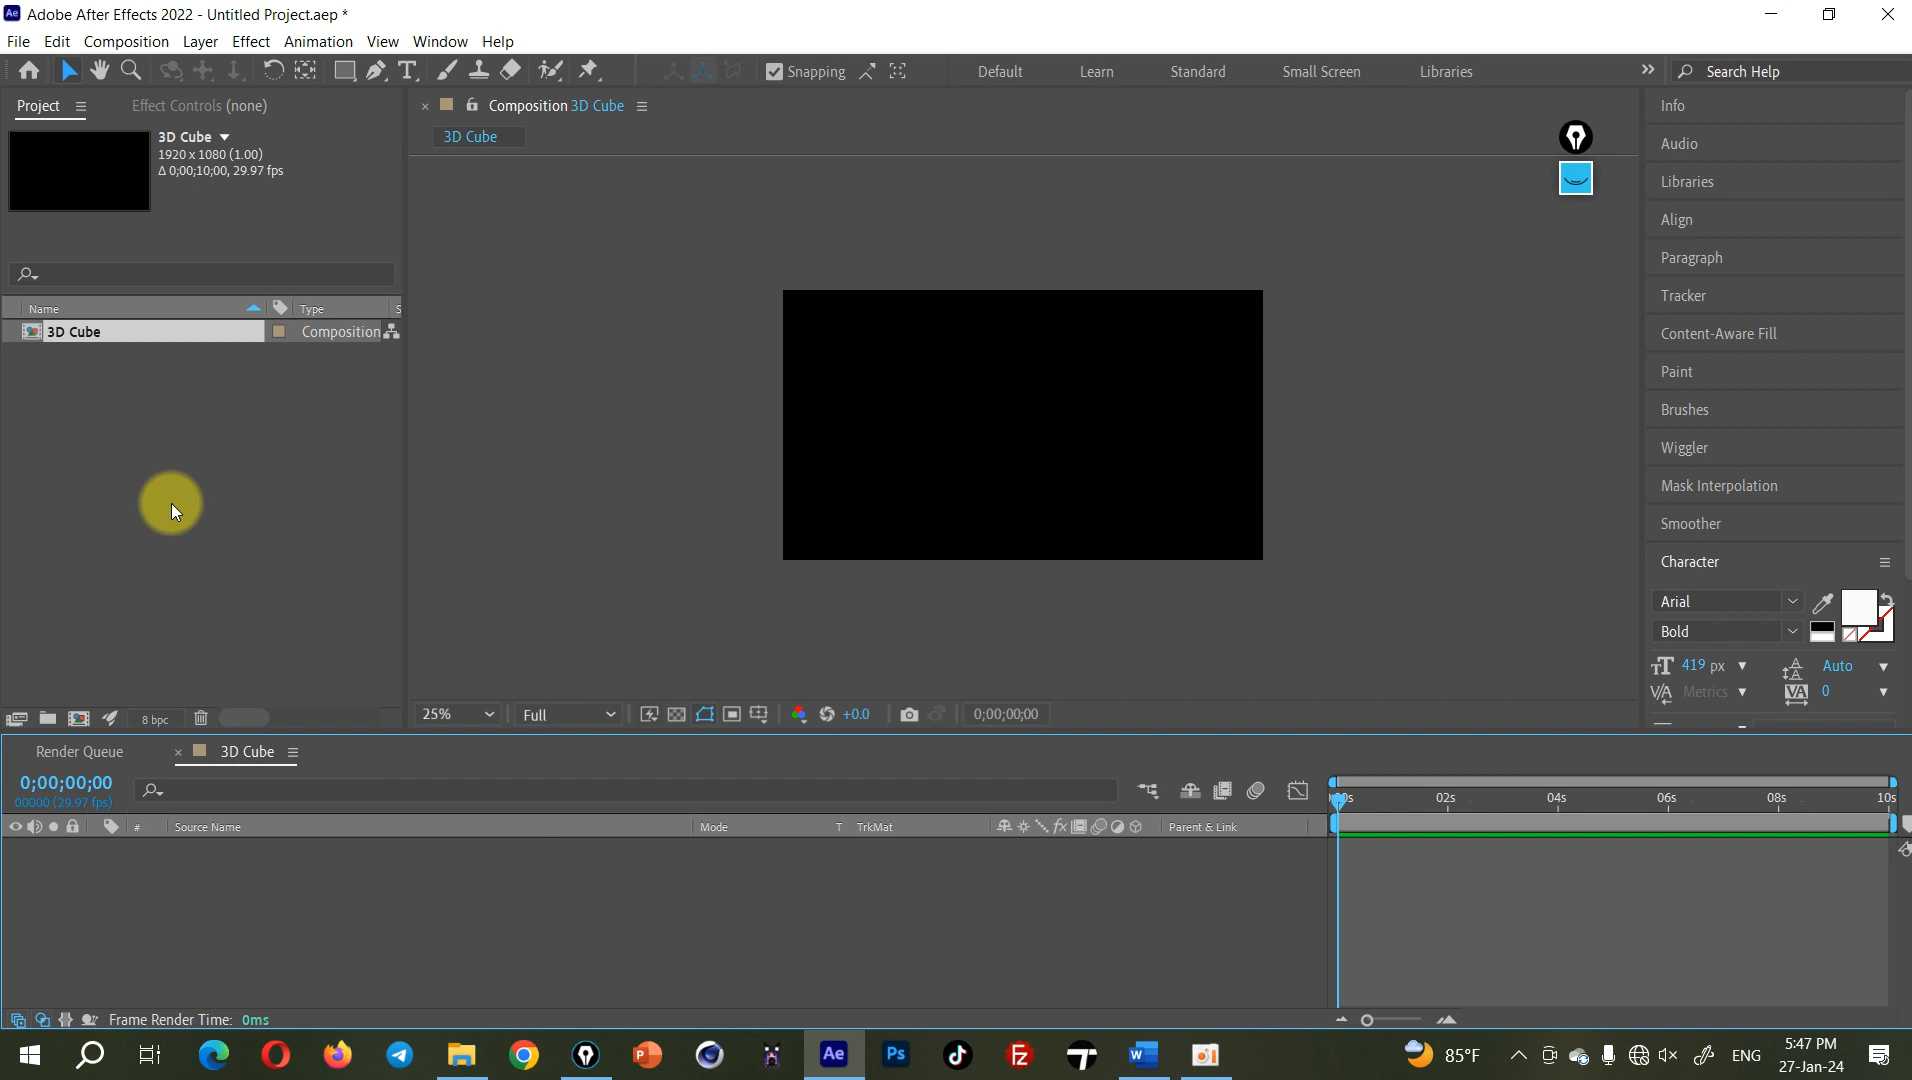 Adobe After Effects 2022 - Untitled Project.aep *
File Edit Composition Layer Effect Animation View Window Help
Snapping Default Learn Standard Small Screen Libraries Search Help
Project Effect Controls (none)
Composition 3D Cube
3D Cube
3D Cube
1920 x 1080 (1.00)
Δ 0;00;10;00, 29.97 fps
Name Type S
3D Cube Composition
Info
Audio
Libraries
Align
Paragraph
Tracker
Content-Aware Fill
Paint
Brushes
Wiggler
Mask Interpolation
Smoother
Character
Arial
Bold
419 px Auto
Metrics 0
8 bpc
25% Full +0.0 0;00;00;00
Render Queue 3D Cube
0;00;00;00
00000 (29.97 fps)
02s 04s 06s 08s 10s
# Source Name Mode T TrkMat fx Parent & Link
Frame Render Time: 0ms
Ae Ps Fz W
85°F ENG
5:47 PM
27-Jan-24